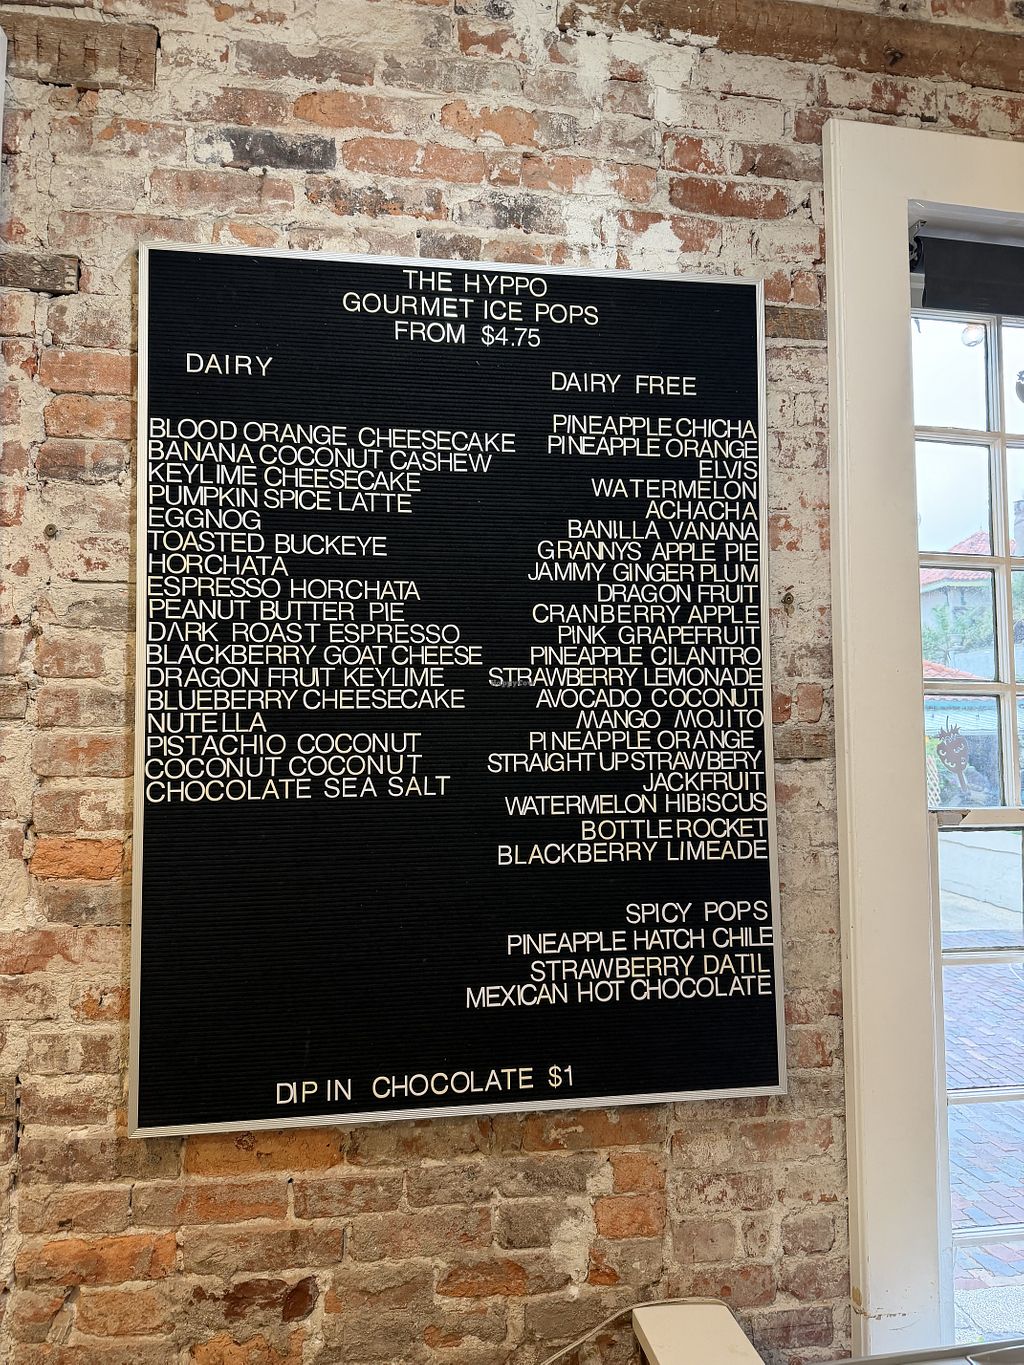 THE HYPPO
GOURMET ICE POPS
FROM $4.75
DAIRY
BLOOD ORANGE CHEESECAKE
BANANA COCONUT CASHEW
KEYLIME CHEESECAKE
PUMPKIN SPICE LATTE
EGGNOG
TOASTED BUCKEYE
HORCHATA
ESPRESSO HORCHATA
PEANUT BUTTER PIE
DARK ROAST ESPRESSO
BLACKBERRY GOAT CHEESE
DRAGON FRUIT KEYLIME
BLUEBERRY CHEESECAKE
NUTELLA
PISTACHIO COCONUT
COCONUT COCONUT
CHOCOLATE SEA SALT
DAIRY FREE
PINEAPPLE CHICHA
PINEAPPLE ORANGE
ELVIS
WATERMELON
ACHACHA
BANILLA VANANA
GRANNYS APPLE PIE
JAMMY GINGER PLUM
DRAGON FRUIT
CRANBERRY APPLE
PINK GRAPEFRUIT
PINEAPPLE CILANTRO
STRAWBERRY LEMONADE
AVOCADO COCONUT
MANGO MOJITO
PINEAPPLE ORANGE
STRAIGHT UP STRAWBERY
JACKFRUIT
WATERMELON HIBISCUS
BOTTLE ROCKET
BLACKBERRY LIMEADE
SPICY POPS
PINEAPPLE HATCH CHILE
STRAWBERRY DATIL
MEXICAN HOT CHOCOLATE
DIP IN CHOCOLATE $1